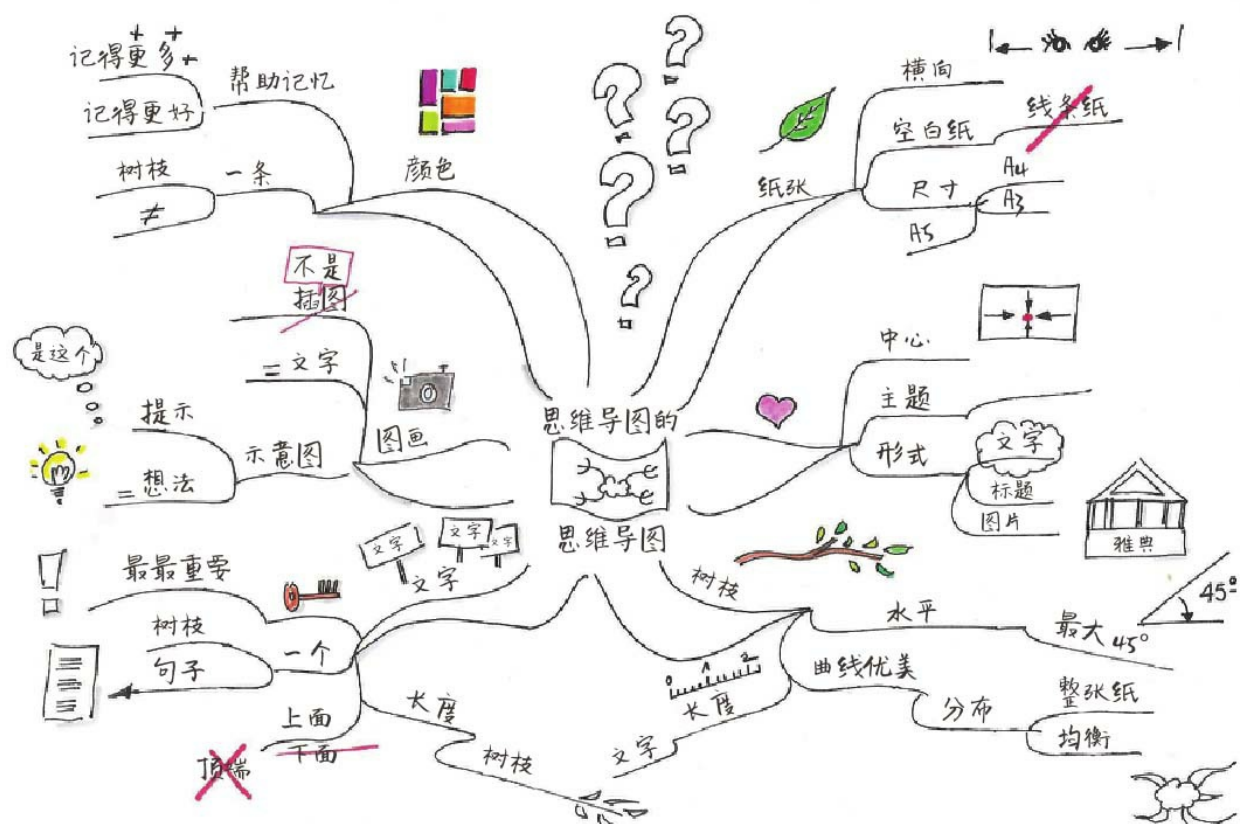 思维导图的
思维导图
纸张
横向
空白纸
线条纸
尺寸
A4
A3
A5
中心
主题
形式
文字
标题
图片
雅典
树枝
水平
最大45°
45°
曲线优美
分布
整张纸
均衡
0 1 2
长度
文字
文字
文字
文字
文字
一个
最最重要
树枝
句子
上面
下面
顶端
长度
树枝
图画
不是
插图
=文字
示意图
提示
=想法
是这个
颜色
帮助记忆
记得更多
记得更好
一条
树枝
≠